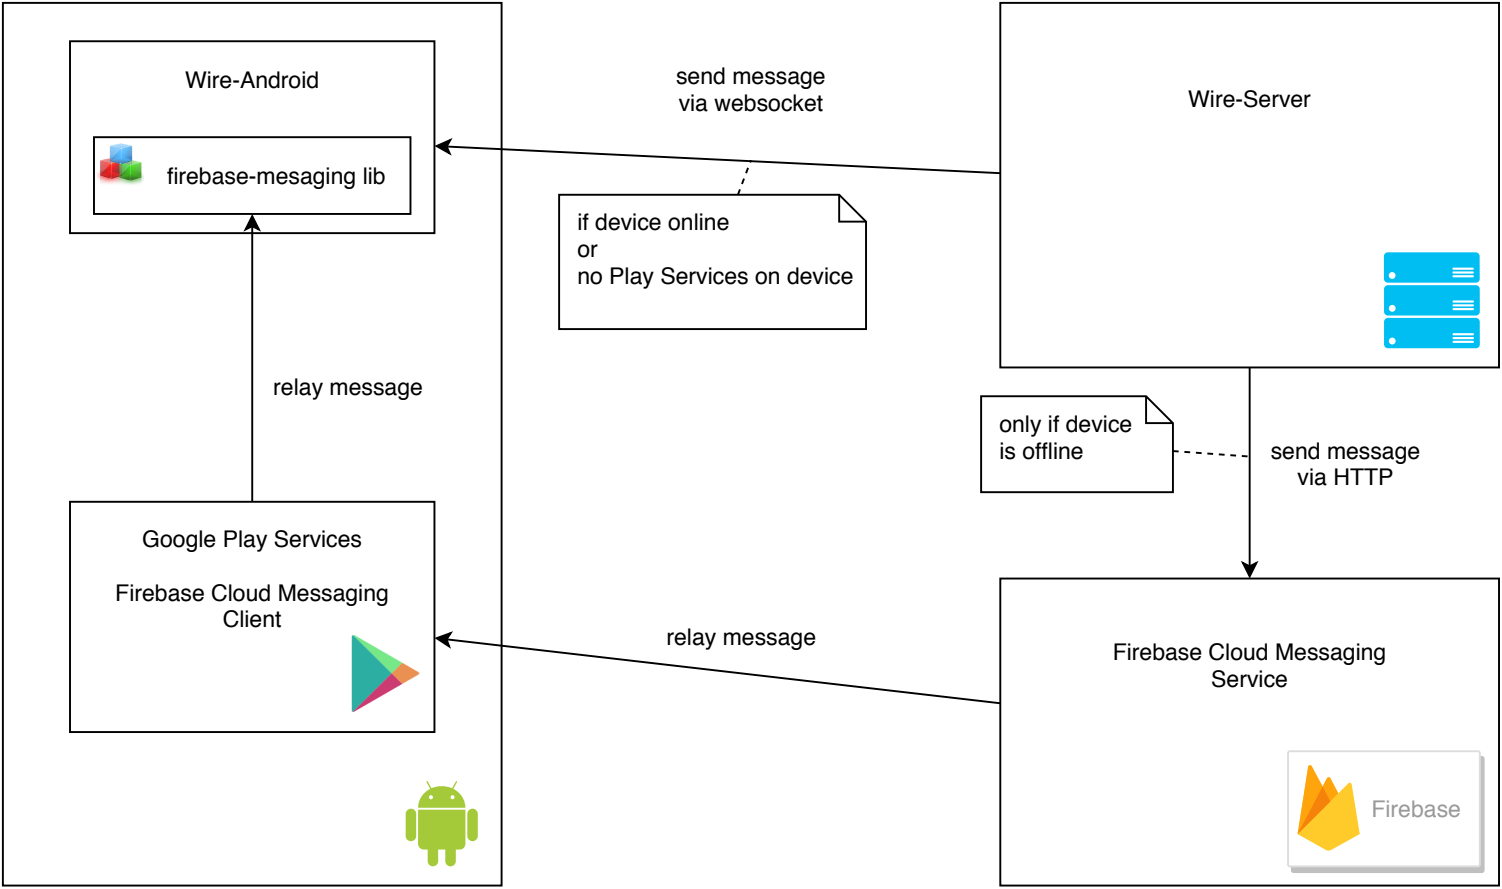 Wire-Android
firebase-mesaging lib
send message
via websocket
Wire-Server
if device online
or
no Play Services on device
relay message
only if device
is offline
send message
via HTTP
Google Play Services
Firebase Cloud Messaging
Client
relay message
Firebase Cloud Messaging
Service
Firebase